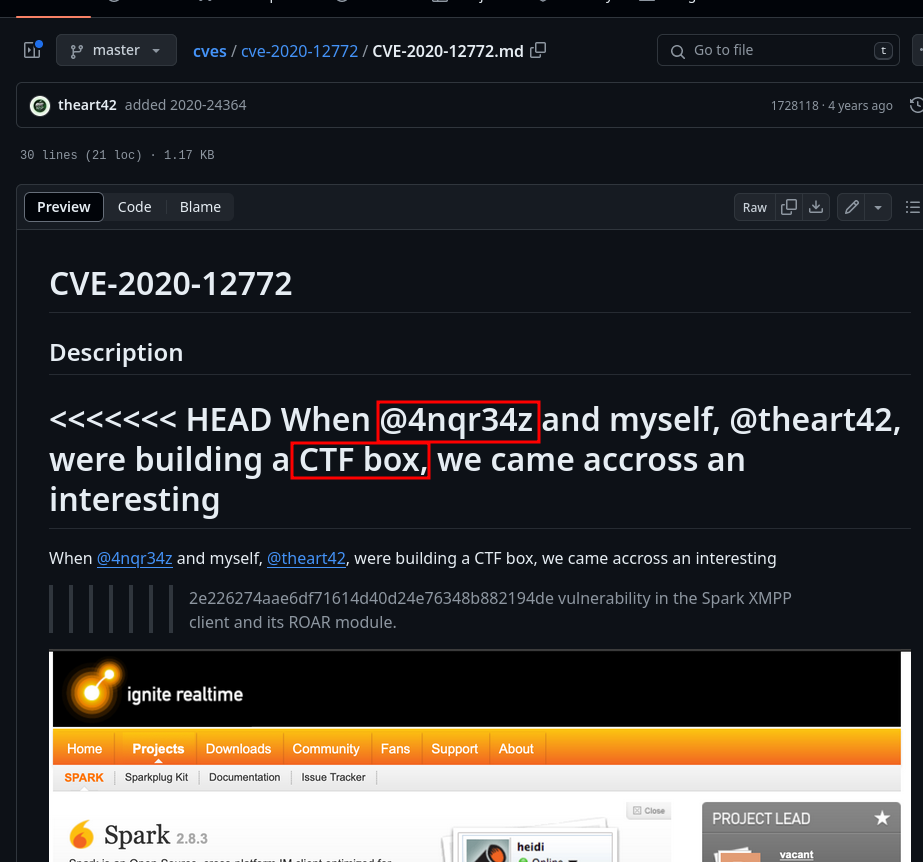 master
cves / cve-2020-12772 / CVE-2020-12772.md
Go to file
t
theart42 added 2020-24364
1728118 · 4 years ago
30 lines (21 loc) · 1.17 KB
Preview Code Blame
Raw
CVE-2020-12772
Description
<<<<<<< HEAD When @4nqr34z and myself, @theart42,
were building a CTF box, we came accross an
interesting
When @4nqr34z and myself, @theart42, were building a CTF box, we came accross an interesting
2e226274aae6df71614d40d24e76348b882194de vulnerability in the Spark XMPP
client and its ROAR module.
ignite realtime
Home Projects Downloads Community Fans Support About
SPARK Sparkplug Kit Documentation Issue Tracker
Close
PROJECT LEAD
Spark 2.8.3
heidi
vacant
Online